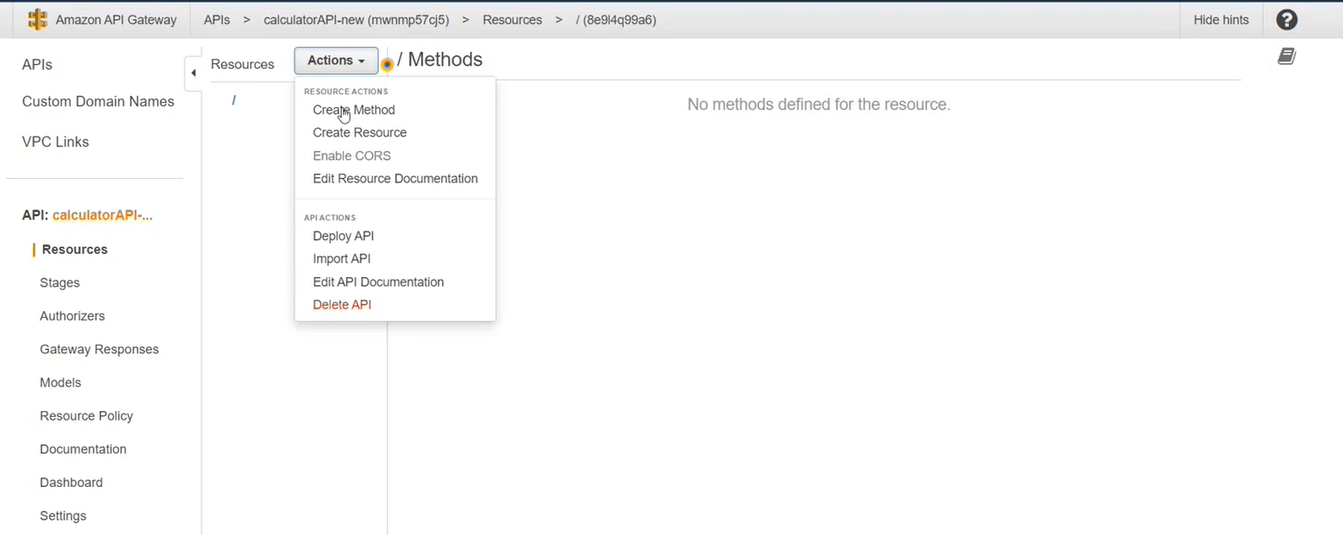 Amazon API Gateway APIs > calculatorAPI-new (mwnmp57cj5) > Resources > / (8e9l4q99a6) Hide hints ?
APIs
Custom Domain Names
VPC Links
API: calculatorAPI-...
Resources
Stages
Authorizers
Gateway Responses
Models
Resource Policy
Documentation
Dashboard
Settings
Resources
/
Actions
RESOURCE ACTIONS
Create Method
Create Resource
Enable CORS
Edit Resource Documentation
API ACTIONS
Deploy API
Import API
Edit API Documentation
Delete API
/ Methods
No methods defined for the resource.